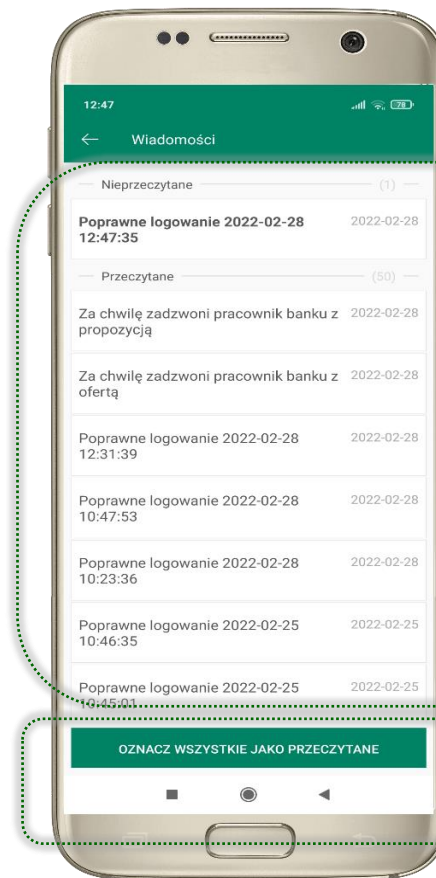 12:47
78
Wiadomości
Nieprzeczytane (1)
Poprawne logowanie 2022-02-28 2022-02-28
12:47:35
Przeczytane (50)
Za chwilę zadzwoni pracownik banku z 2022-02-28
propozycją
Za chwilę zadzwoni pracownik banku z 2022-02-28
ofertą
Poprawne logowanie 2022-02-28 2022-02-28
12:31:39
Poprawne logowanie 2022-02-28 2022-02-28
10:47:53
Poprawne logowanie 2022-02-28 2022-02-28
10:23:36
Poprawne logowanie 2022-02-25 2022-02-25
10:46:35
Poprawne logowanie 2022-02-25 2022-02-25
10:45:01
OZNACZ WSZYSTKIE JAKO PRZECZYTANE